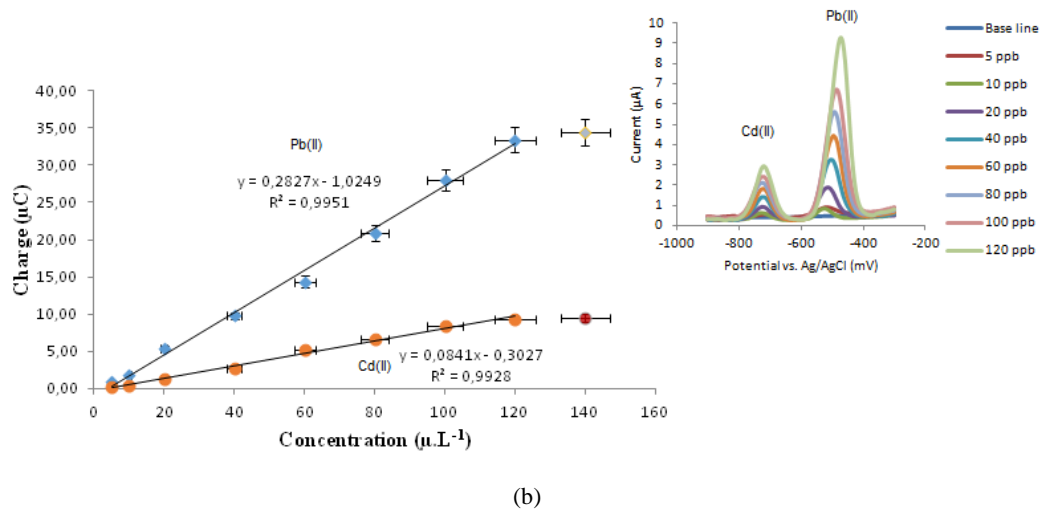 40,00
35,00
30,00
25,00
20,00
15,00
10,00
5,00
0,00
Charge (µC)
Pb(II)
y = 0,2827x - 1,0249
R² = 0,9951
y = 0,0841x - 0,3027
Cd(II)
R² = 0,9928
0 20 40 60 80 100 120 140 160
Concentration (µ.L⁻¹)
Pb(II)
Cd(II)
10
9
8
7
6
5
4
3
2
1
0
Current (µA)
-1000 -800 -600 -400 -200
Potential vs. Ag/AgCl (mV)
Base line
5 ppb
10 ppb
20 ppb
40 ppb
60 ppb
80 ppb
100 ppb
120 ppb
(b)